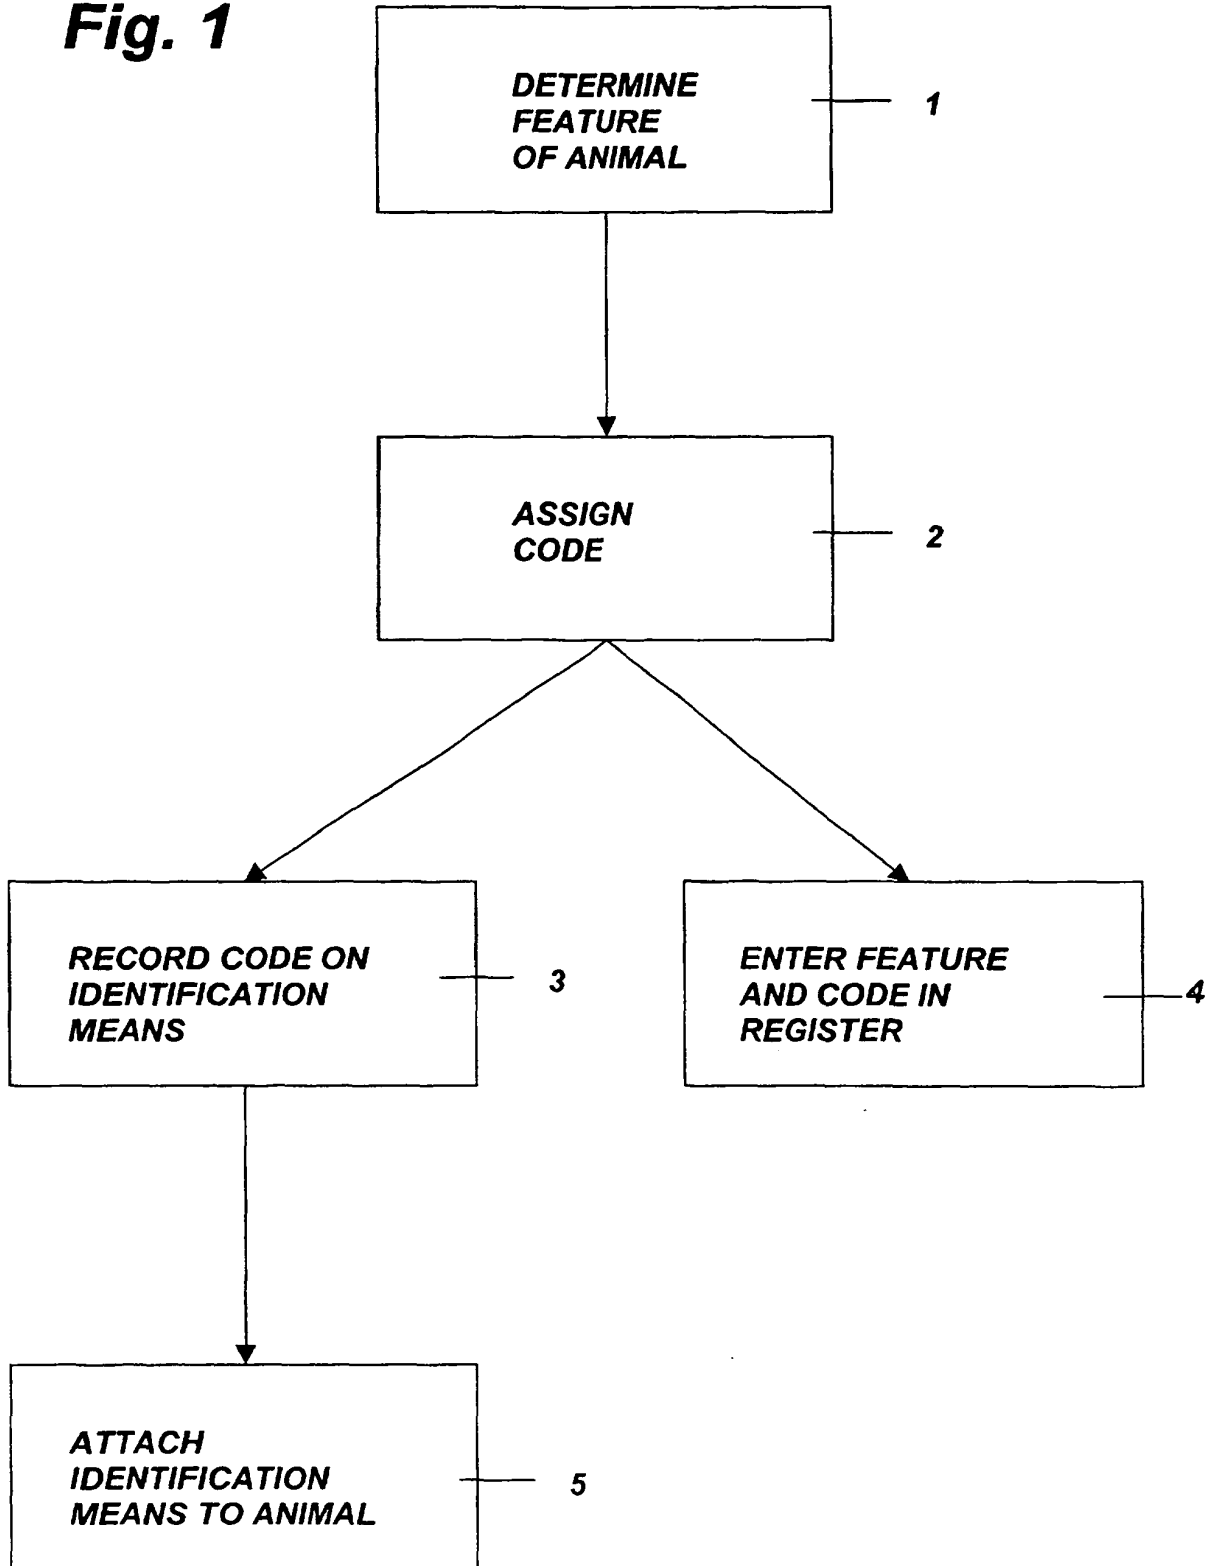 Fig. 1
DETERMINE
FEATURE
OF ANIMAL
1
ASSIGN
CODE
2
RECORD CODE ON
IDENTIFICATION
MEANS
3
ENTER FEATURE
AND CODE IN
REGISTER
4
ATTACH
IDENTIFICATION
MEANS TO ANIMAL
5